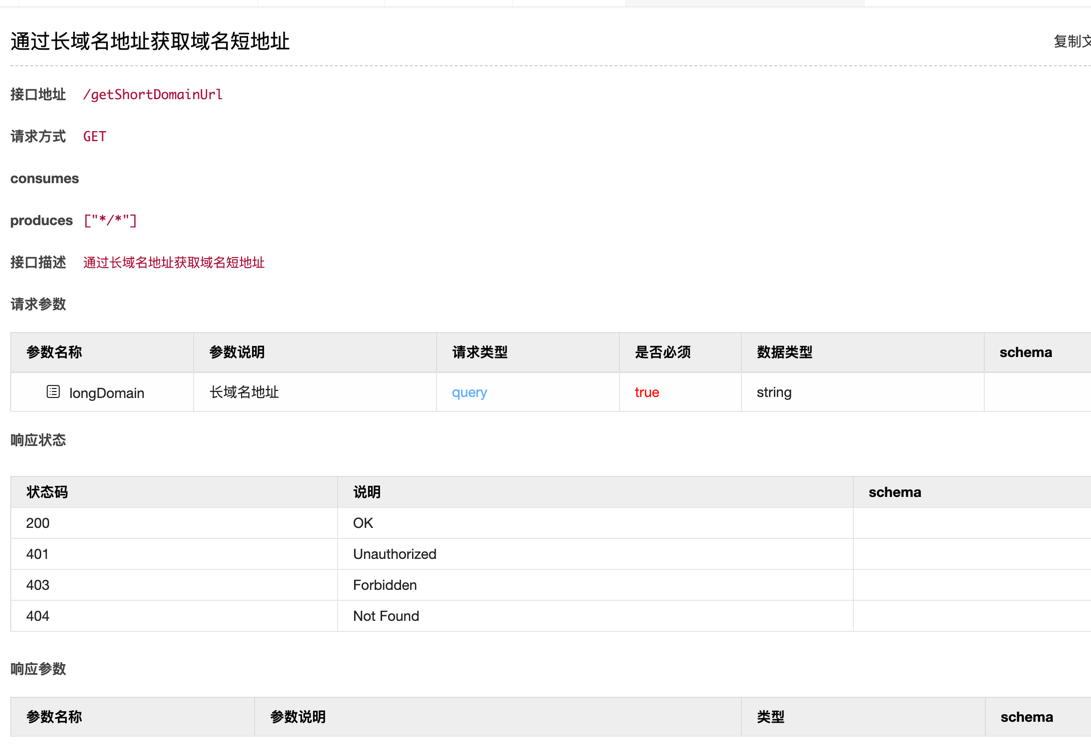 通过长域名地址获取域名短地址
复制文
接口地址 /getShortDomainUrl
请求方式 GET
consumes
produces ["*/*"]
接口描述 通过长域名地址获取域名短地址
请求参数
参数名称 参数说明 请求类型 是否必须 数据类型 schema
longDomain 长域名地址 query true string
响应状态
状态码 说明 schema
200 OK
401 Unauthorized
403 Forbidden
404 Not Found
响应参数
参数名称 参数说明 类型 schema